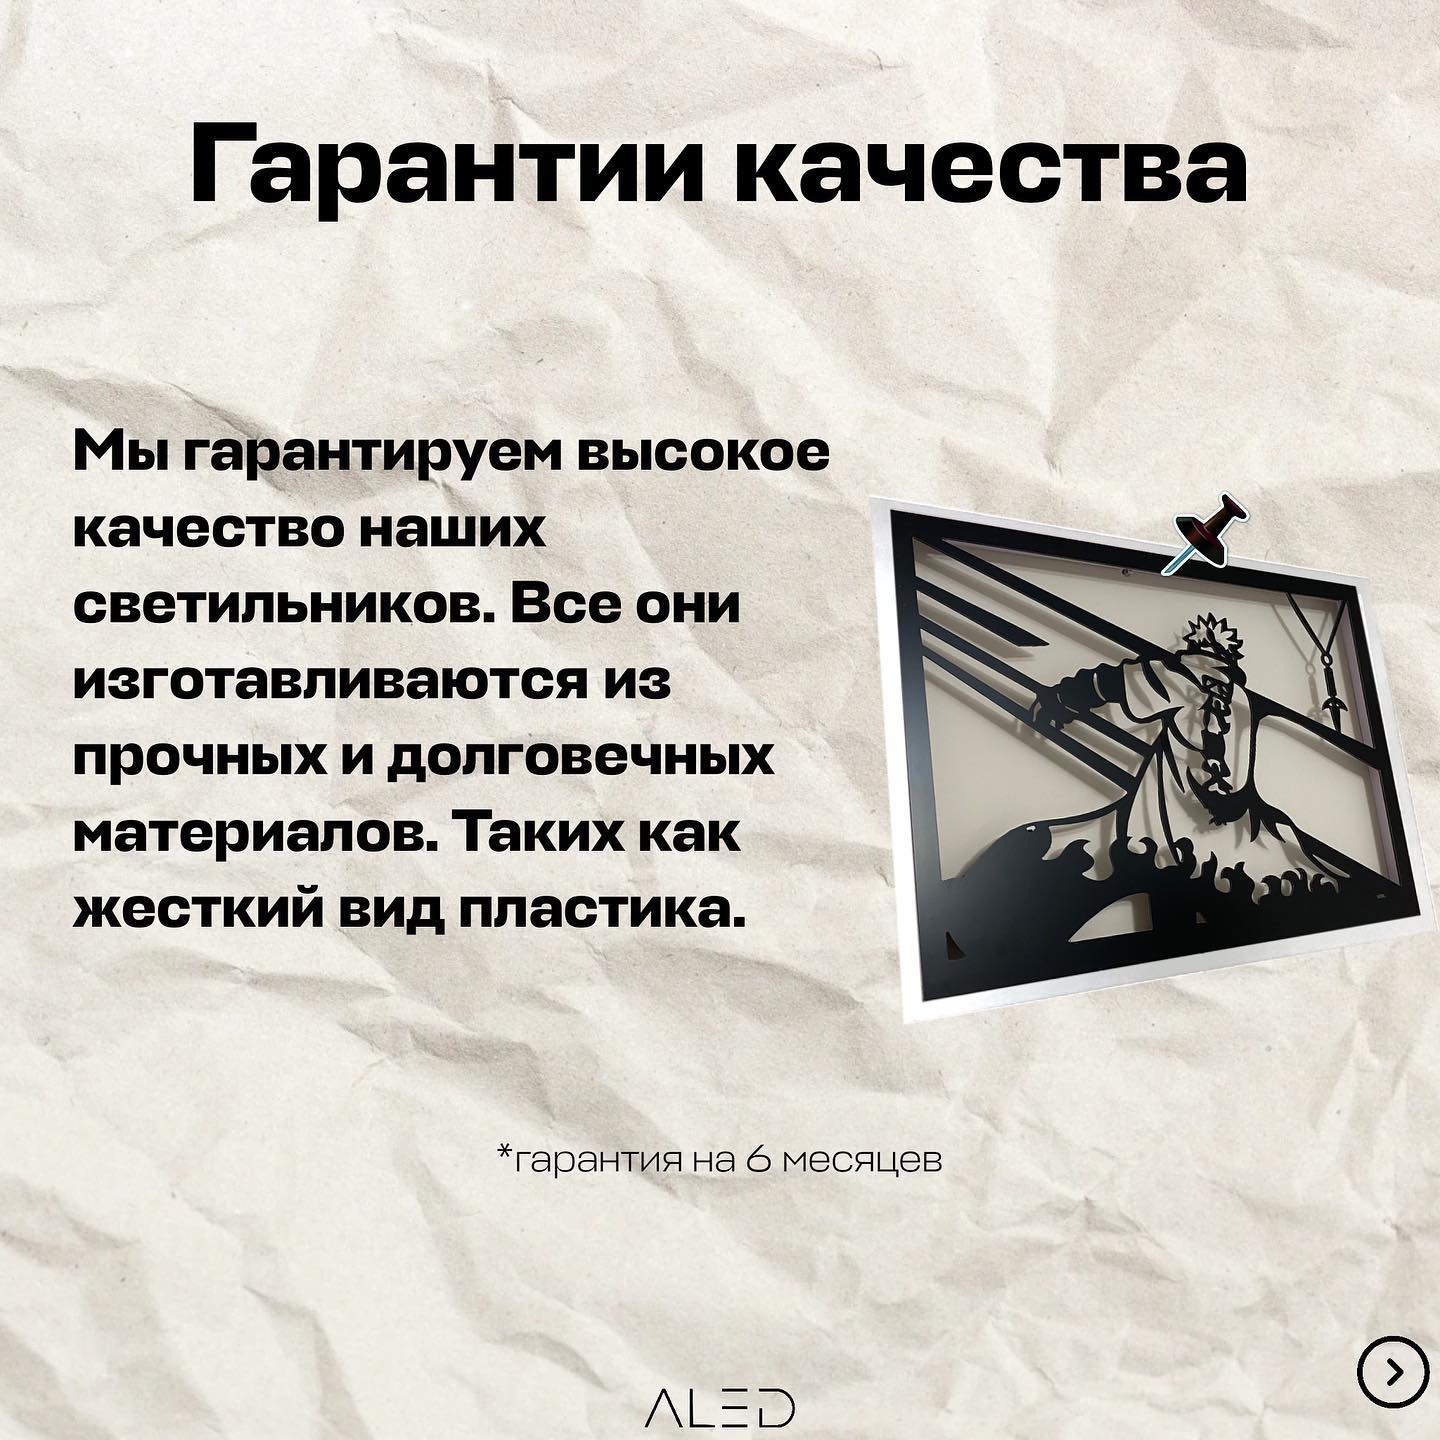 Гарантии качества
Мы гарантируем высокое
качество наших
светильников. Все они
изготавливаются из
прочных и долговечных
материалов. Таких как
жесткий вид пластика.
*гарантия на 6 месяцев
ALED